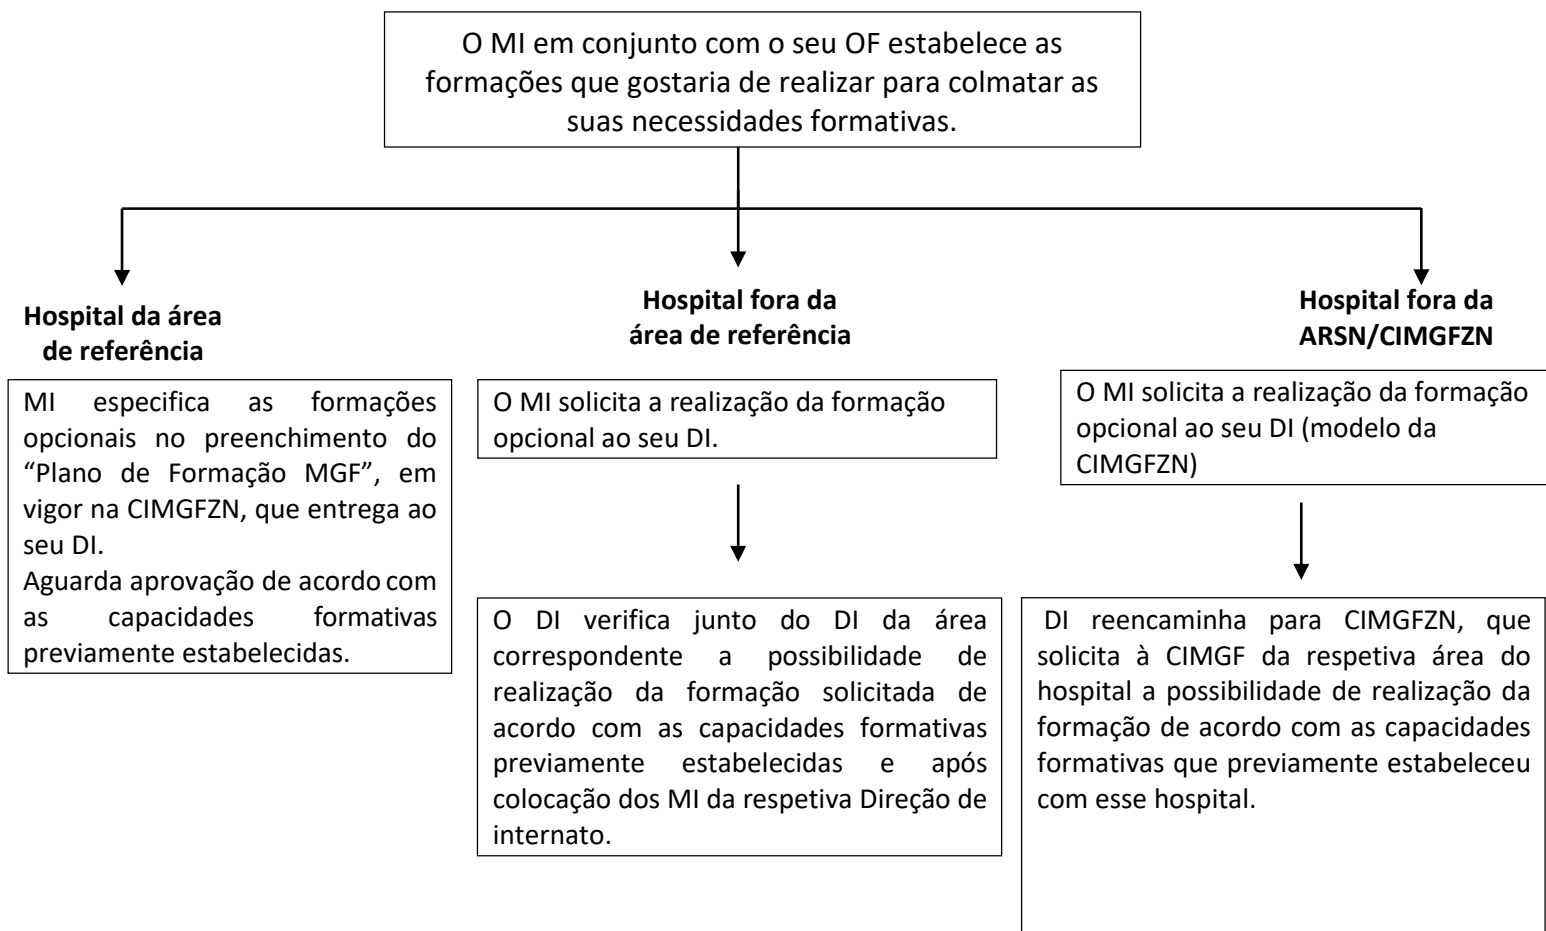 O MI em conjunto com o seu OF estabelece as
formações que gostaria de realizar para colmatar as
suas necessidades formativas.
Hospital da área
de referência
MI especifica as formações
opcionais no preenchimento do
“Plano de Formação MGF”, em
vigor na CIMGFZN, que entrega ao
seu DI.
Aguarda aprovação de acordo com
as capacidades formativas
previamente estabelecidas.
Hospital fora da
área de referência
O MI solicita a realização da formação
opcional ao seu DI.
O DI verifica junto do DI da área
correspondente a possibilidade de
realização da formação solicitada de
acordo com as capacidades formativas
previamente estabelecidas e após
colocação dos MI da respetiva Direção de
internato.
Hospital fora da
ARSN/CIMGFZN
O MI solicita a realização da formação
opcional ao seu DI (modelo da
CIMGFZN)
DI reencaminha para CIMGFZN, que
solicita à CIMGF da respetiva área do
hospital a possibilidade de realização da
formação de acordo com as capacidades
formativas que previamente estabeleceu
com esse hospital.